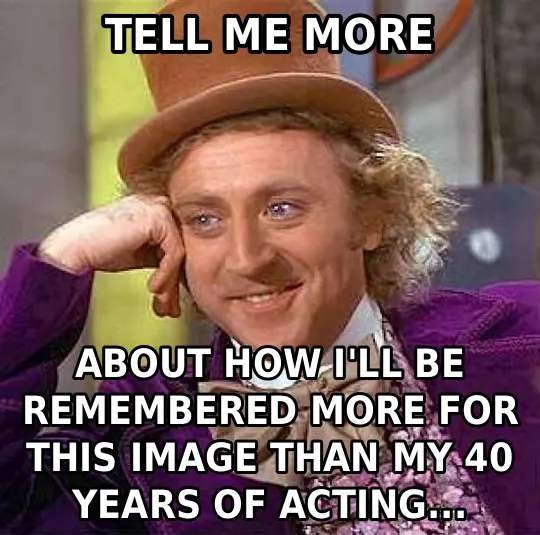 TELL ME MORE
ABOUT HOW I'LL BE
REMEMBERED MORE FOR
THIS IMAGE THAN MY 40
YEARS OF ACTING...